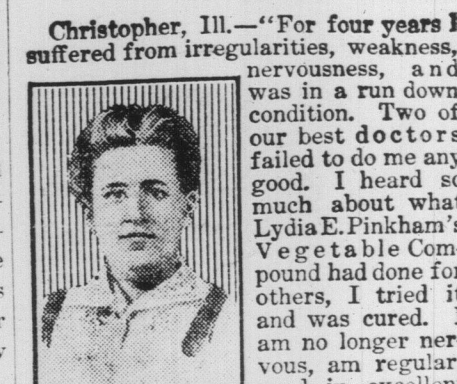 Christopher, Ill.—"For four years I
suffered from irregularities, weakness,
nervousness, and
was in a run down
condition. Two of
our best doctors
failed to do me any
good. I heard so
much about what
Lydia E. Pinkham's
Vegetable Com-
pound had done for
others, I tried it
and was cured. I
am no longer ner-
vous, am regular,